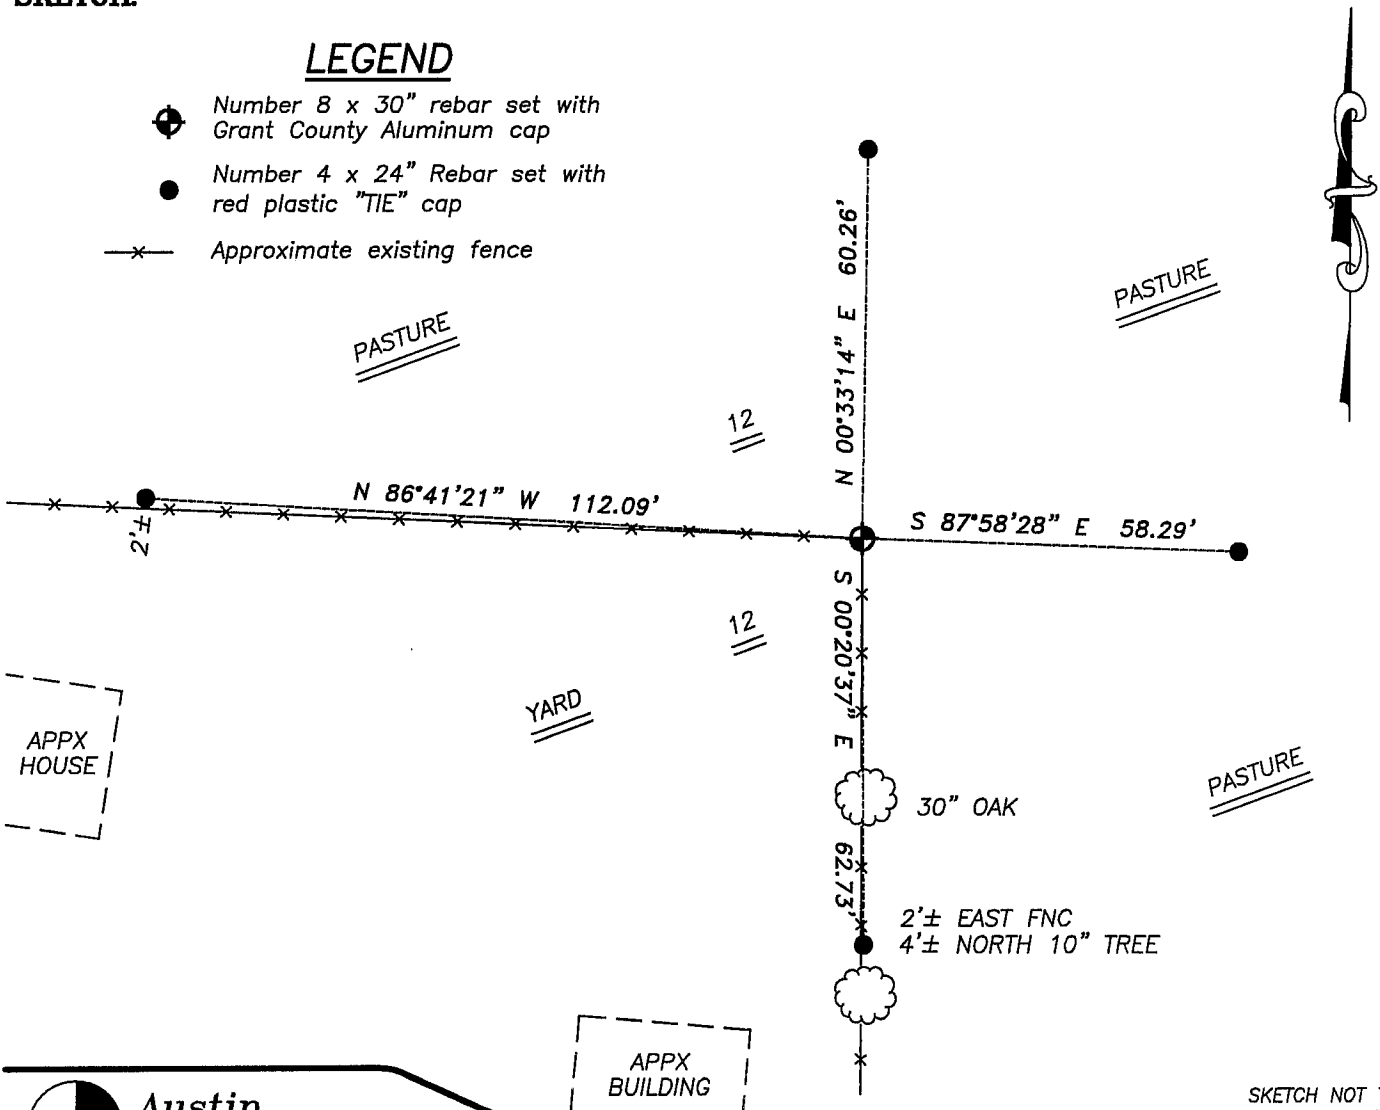 SKETCH:
LEGEND
Number 8 x 30" rebar set with
Grant County Aluminum cap
Number 4 x 24" Rebar set with
red plastic "TIE" cap
Approximate existing fence
PASTURE
PASTURE
N 00°33'14" E 60.26'
12
N 86°41'21" W 112.09'
2'±
S 87°58'28" E 58.29'
S 00°20'37" E 62.73'
12
YARD
APPX
HOUSE
PASTURE
30" OAK
2'± EAST FNC
4'± NORTH 10" TREE
APPX
BUILDING
Austin
SKETCH NOT